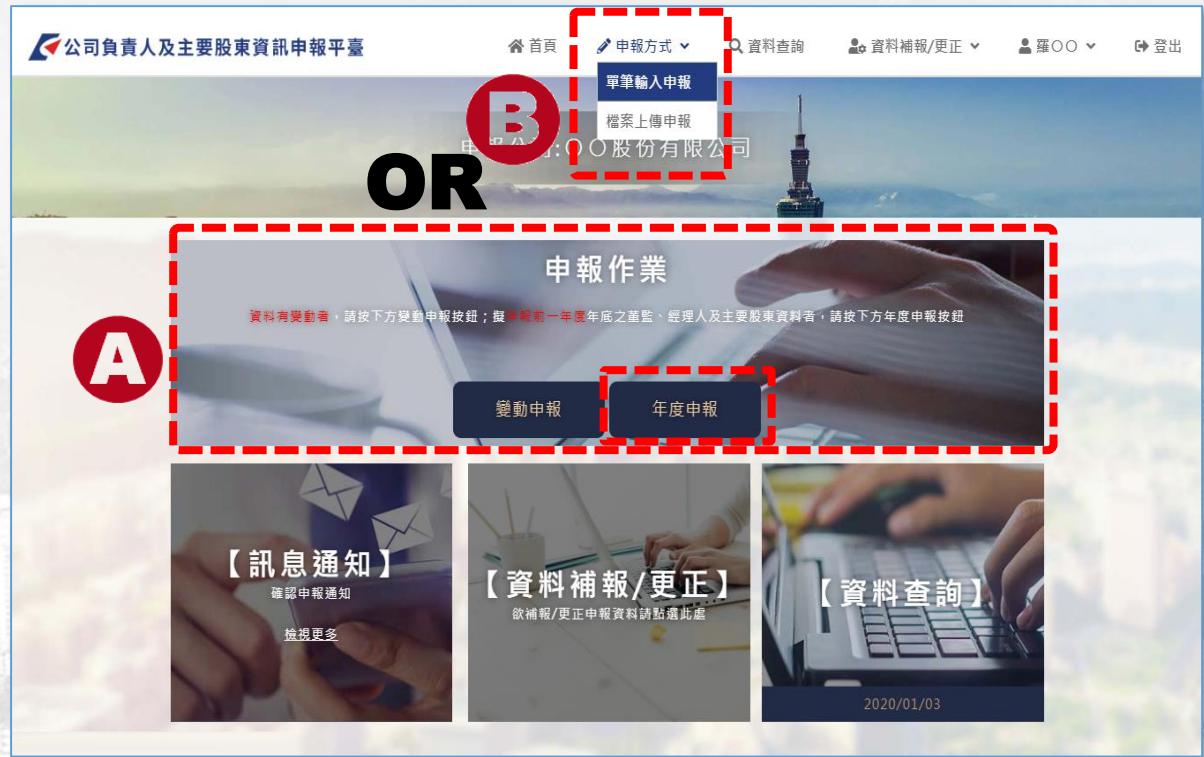 公司負責人及主要股東資訊申報平臺
首頁
申報方式
資料查詢
資料補報/更正
羅○○
登出
單筆輸入申報
檔案上傳申報
B
申報公司:○○股份有限公司
OR
申報作業
資料有變動者，請按下方變動申報按鈕；擬申報前一年度年底之董監、經理人及主要股東資料者，請按下方年度申報按鈕
A
變動申報
年度申報
【訊息通知】
確認申報通知
檢視更多
【資料補報/更正】
欲補報/更正申報資料請點選此處
【資料查詢】
2020/01/03